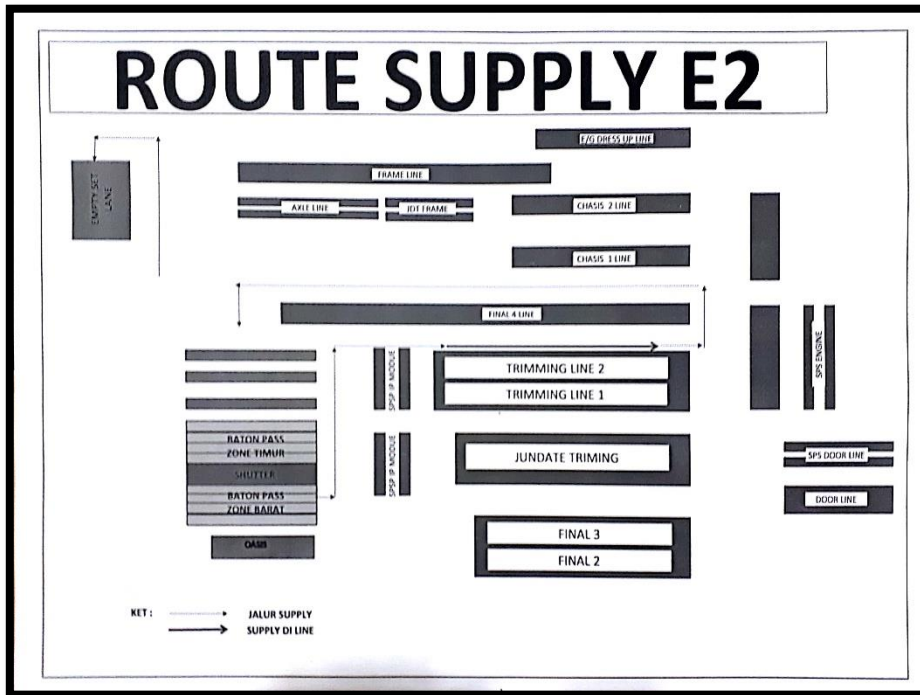 ROUTE SUPPLY E2
E/G DRESS UP LINE
EMPTY SET
LANE
FRAME LINE
AXLE LINE
JDT FRAME
CHASIS 2 LINE
CHASIS 1 LINE
FINAL 4 LINE
SPS ENGINE
SPSP IP MODUE
TRIMMING LINE 2
TRIMMING LINE 1
BATON PASS
ZONE TIMUR
SHUTTER
BATON PASS
ZONE BARAT
SPSP IP MODUE
JUNDATE TRIMING
SPS DOOR LINE
DOOR LINE
OASIS
FINAL 3
FINAL 2
KET :
JALUR SUPPLY
SUPPLY DI LINE